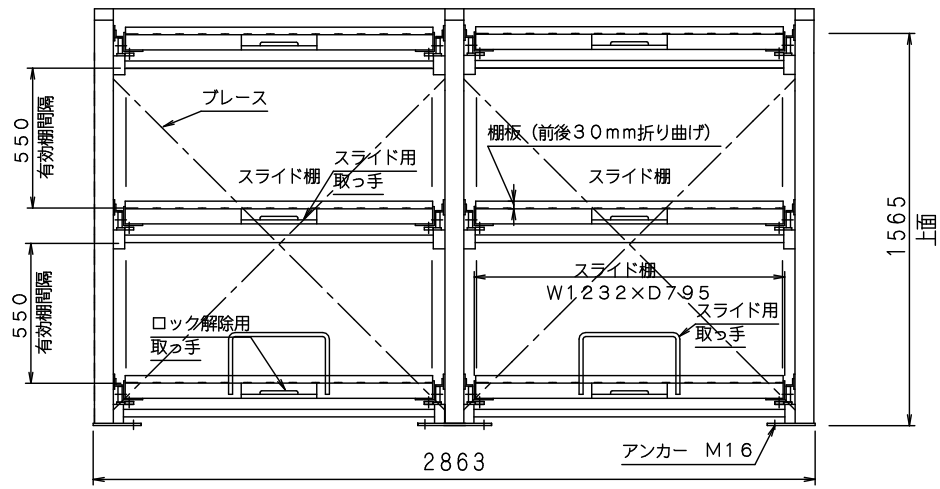 ブレース
550
有効棚間隔
スライド棚
スライド用
取っ手
棚板（前後30mm折り曲げ）
スライド棚
1565
上面
550
有効棚間隔
ロック解除用
取っ手
スライド棚
W1232×D795
スライド用
取っ手
アンカー M16
2863